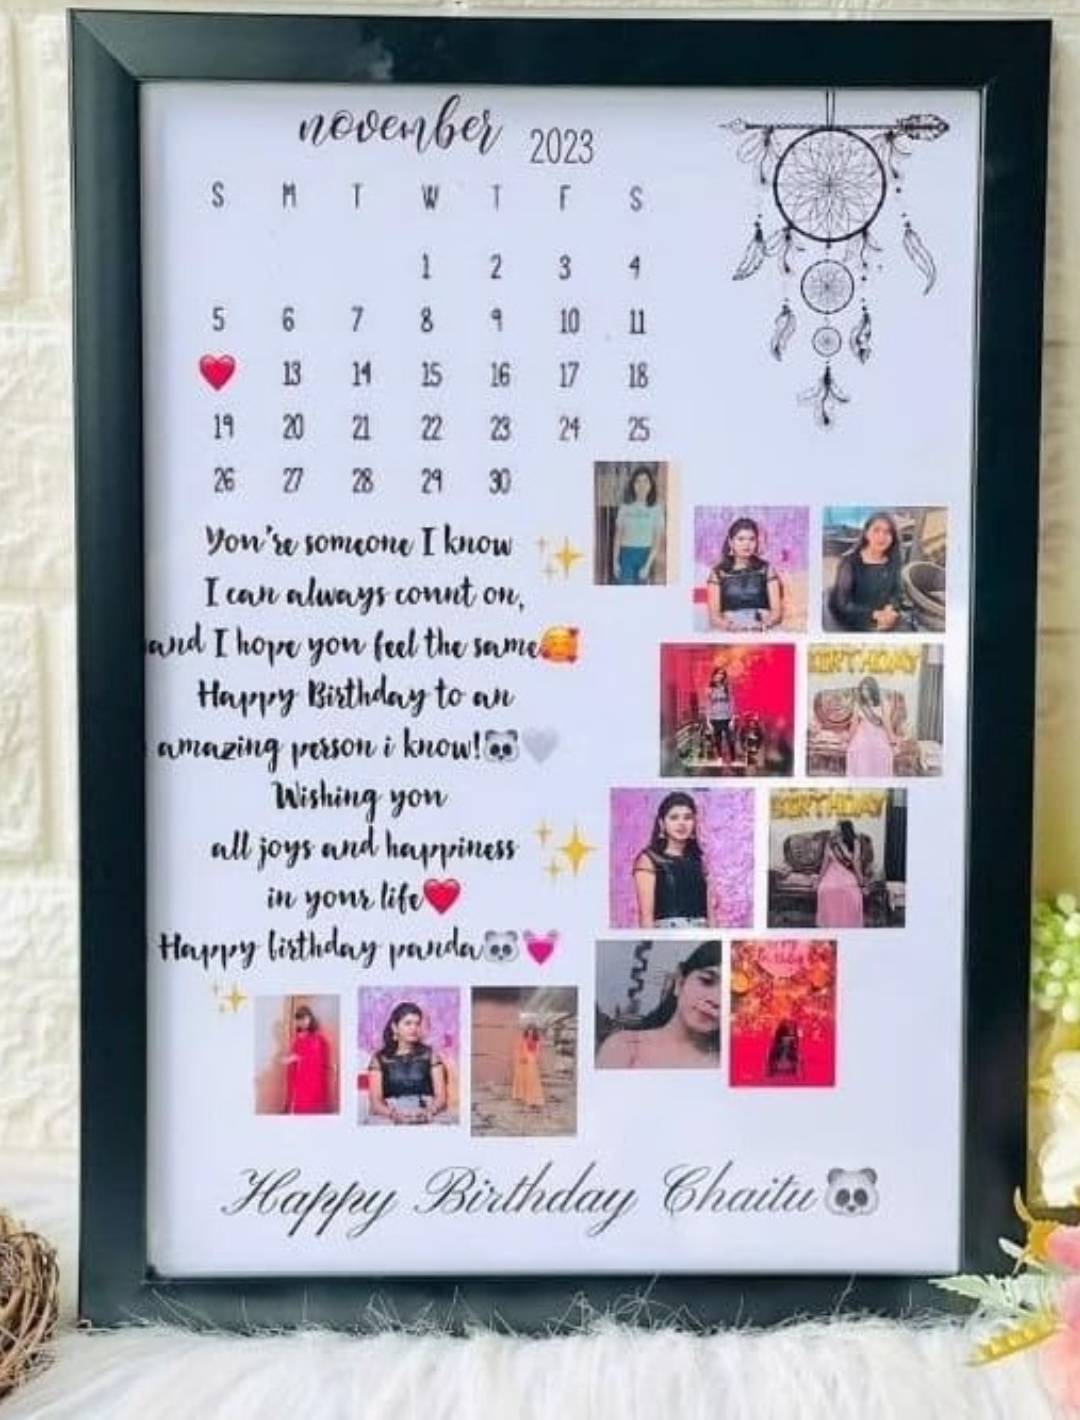 november 2023
S M T W T F S
1 2 3 4
5 6 7 8 9 10 11
❤️ 13 14 15 16 17 18
19 20 21 22 23 24 25
26 27 28 29 30
You're someone I know
I can always count on,
and I hope you feel the same🥰
Happy Birthday to an
amazing person i know!🐼🤍
Wishing you
all joys and happiness
in your life❤️
Happy birthday panda🐼💓
BIRTHDAY
BIRTHDAY
Happy Birthday Chaitu🐼